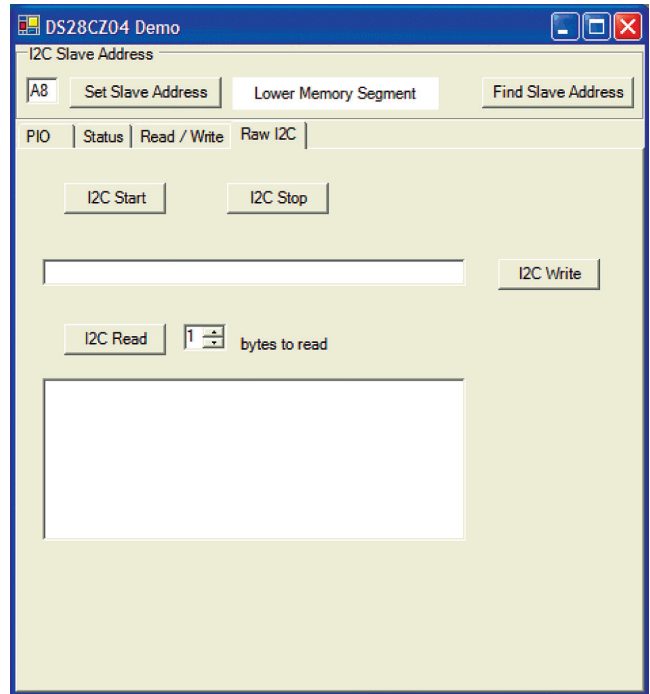 DS28CZ04 Demo
I2C Slave Address
A8 Set Slave Address Lower Memory Segment Find Slave Address
PIO Status Read / Write Raw I2C
I2C Start I2C Stop
I2C Write
I2C Read 1 bytes to read